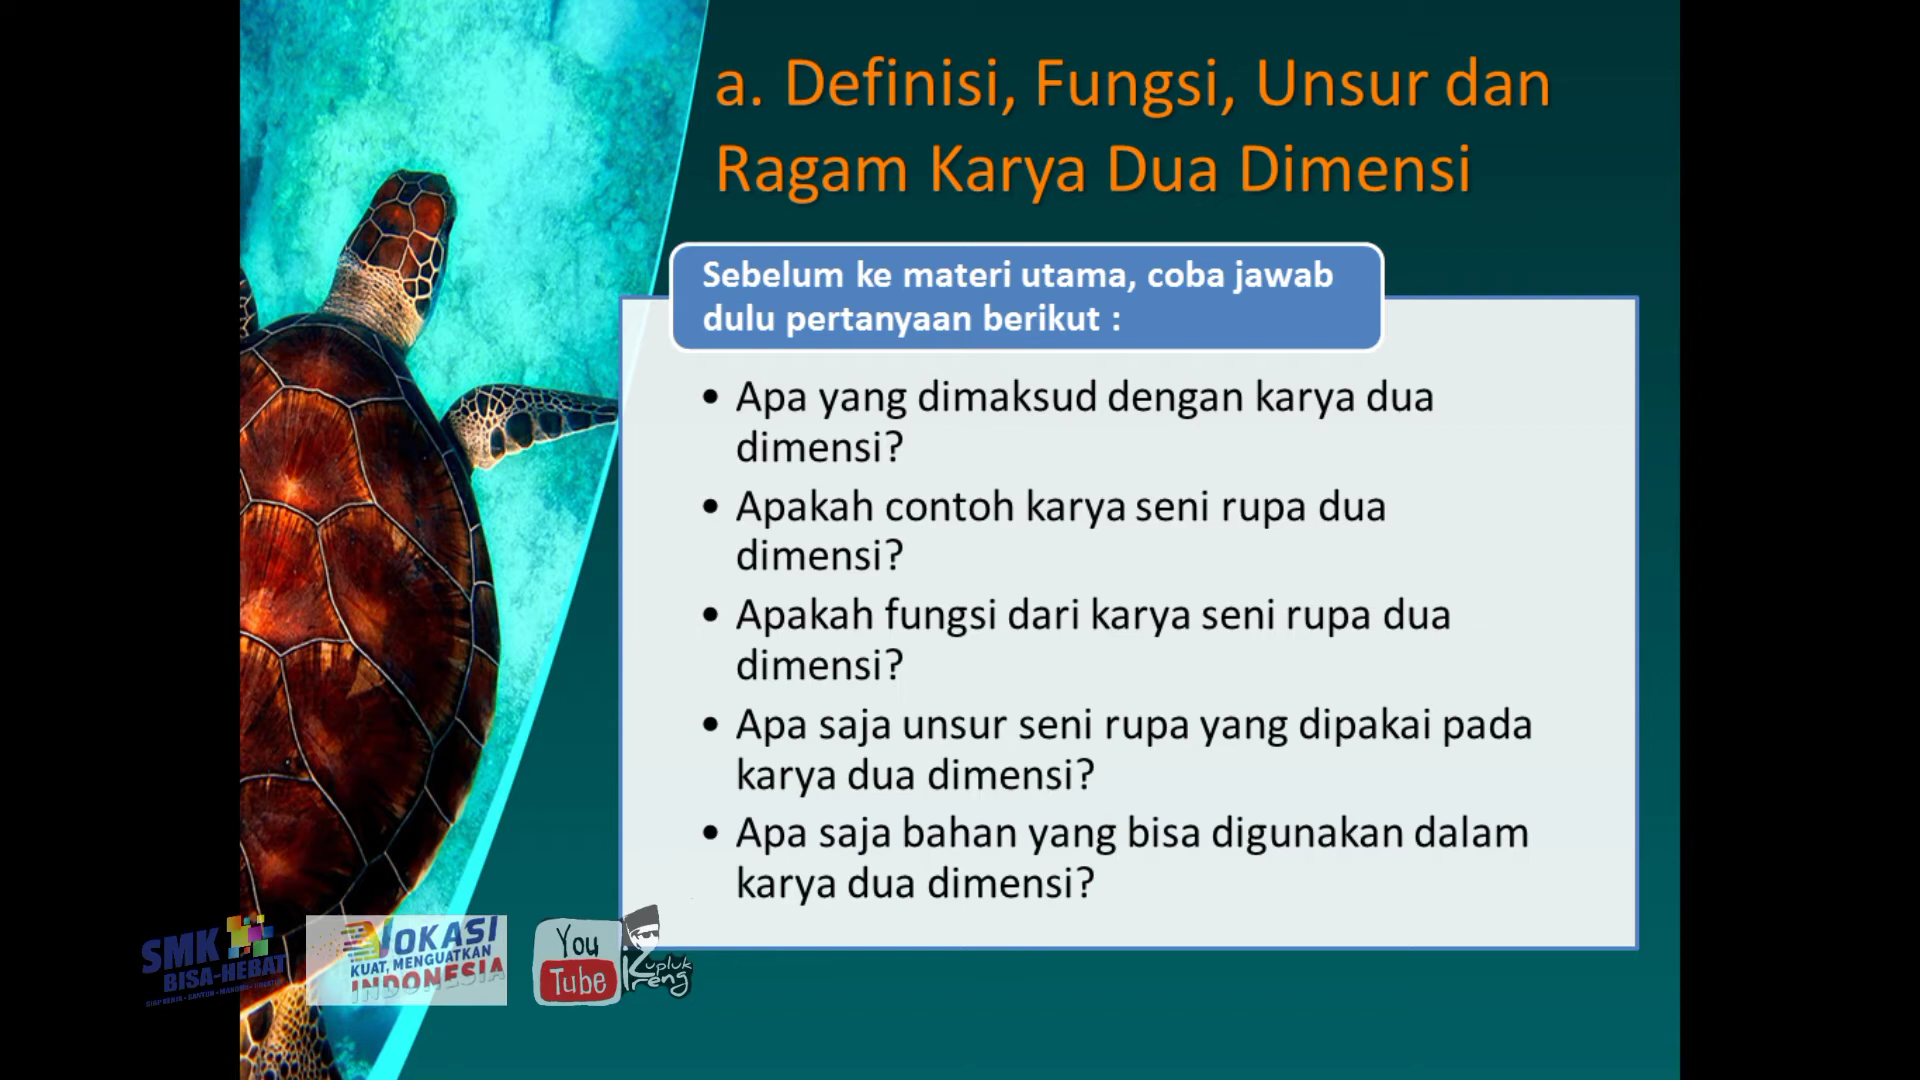 a. Definisi, Fungsi, Unsur dan
Ragam Karya Dua Dimensi
Sebelum ke materi utama, coba jawab
dulu pertanyaan berikut :
• Apa yang dimaksud dengan karya dua
dimensi?
• Apakah contoh karya seni rupa dua
dimensi?
• Apakah fungsi dari karya seni rupa dua
dimensi?
• Apa saja unsur seni rupa yang dipakai pada
karya dua dimensi?
• Apa saja bahan yang bisa digunakan dalam
karya dua dimensi?
SMK
BISA-HEBAT
VOKASI
KUAT, MENGUATKAN
INDONESIA
You
Tube
Kupluk
Ireng